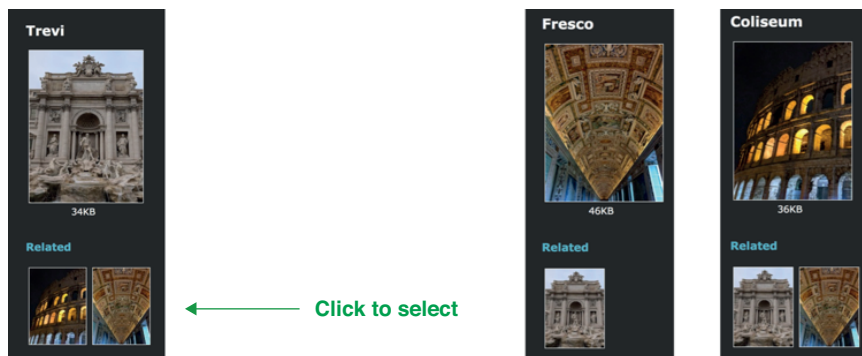 Trevi
34KB
Related
Click to select
Fresco
46KB
Related
Coliseum
36KB
Related